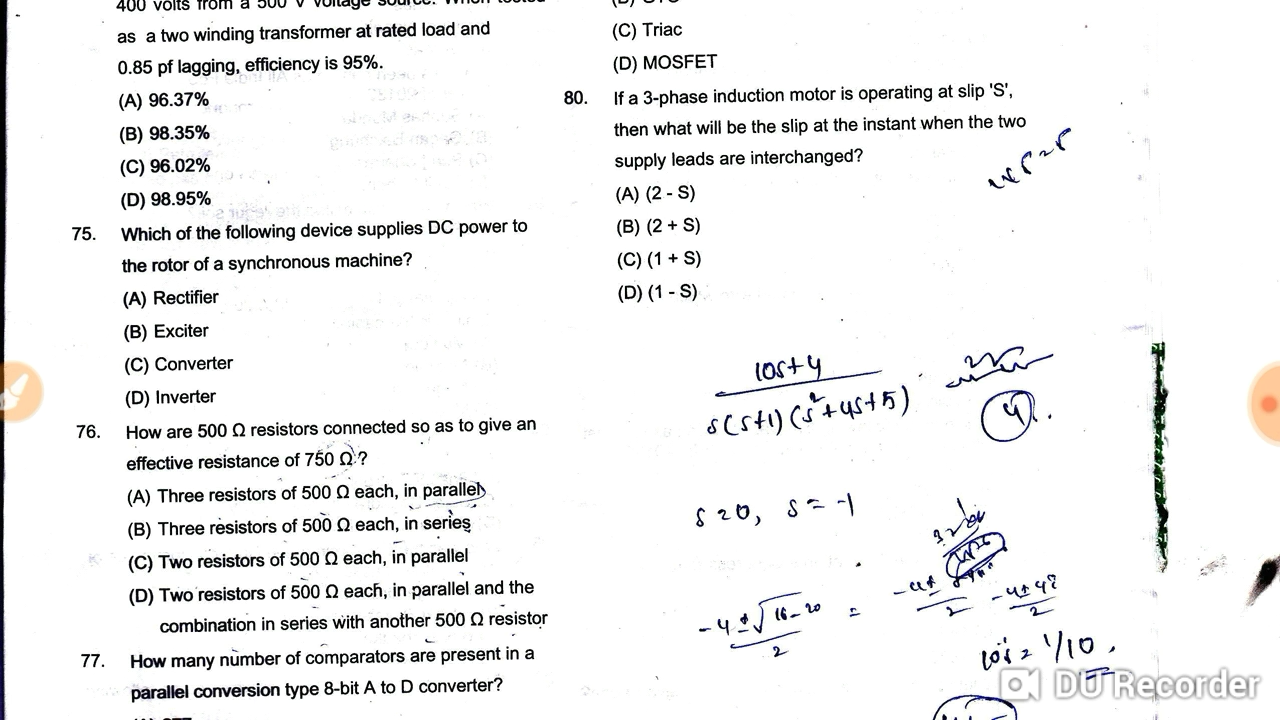 400 volts from a 500 V voltage source. When tested
as a two winding transformer at rated load and
0.85 pf lagging, efficiency is 95%.
(A) 96.37%
(B) 98.35%
(C) 96.02%
(D) 98.95%
75. Which of the following device supplies DC power to
the rotor of a synchronous machine?
(A) Rectifier
(B) Exciter
(C) Converter
(D) Inverter
76. How are 500 Ω resistors connected so as to give an
effective resistance of 750 Ω ?
(A) Three resistors of 500 Ω each, in parallel
(B) Three resistors of 500 Ω each, in series
(C) Two resistors of 500 Ω each, in parallel
(D) Two resistors of 500 Ω each, in parallel and the
combination in series with another 500 Ω resistor
77. How many number of comparators are present in a
parallel conversion type 8-bit A to D converter?
(C) Triac
(D) MOSFET
80. If a 3-phase induction motor is operating at slip 'S',
then what will be the slip at the instant when the two
supply leads are interchanged?
(A) (2 - S)
(B) (2 + S)
(C) (1 + S)
(D) (1 - S)
10s+4
s(s+1)(s²+4s+5)
4.
s=0, s=-1
-4±√16-20 =
2
-4±4i
2
DU Recorder